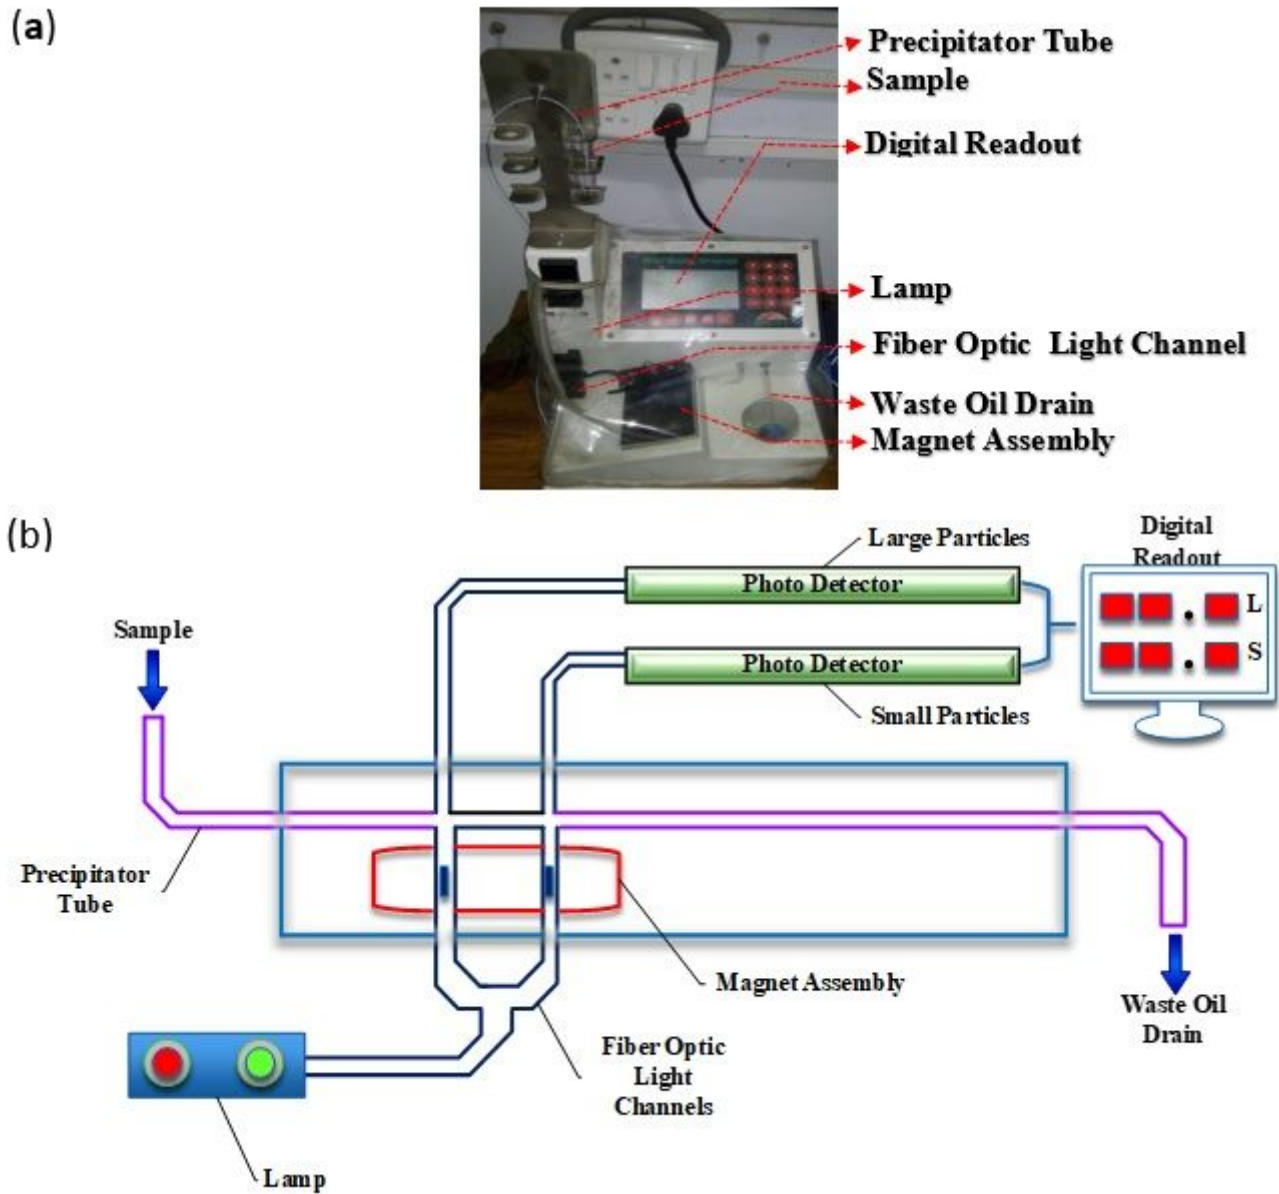 (a)
Precipitator Tube
Sample
Digital Readout
Lamp
Fiber Optic Light Channel
Waste Oil Drain
Magnet Assembly
(b)
Large Particles
Digital
Readout
Photo Detector
L
Sample
Photo Detector
S
Small Particles
Precipitator
Tube
Magnet Assembly
Waste Oil
Drain
Fiber Optic
Light
Channels
Lamp